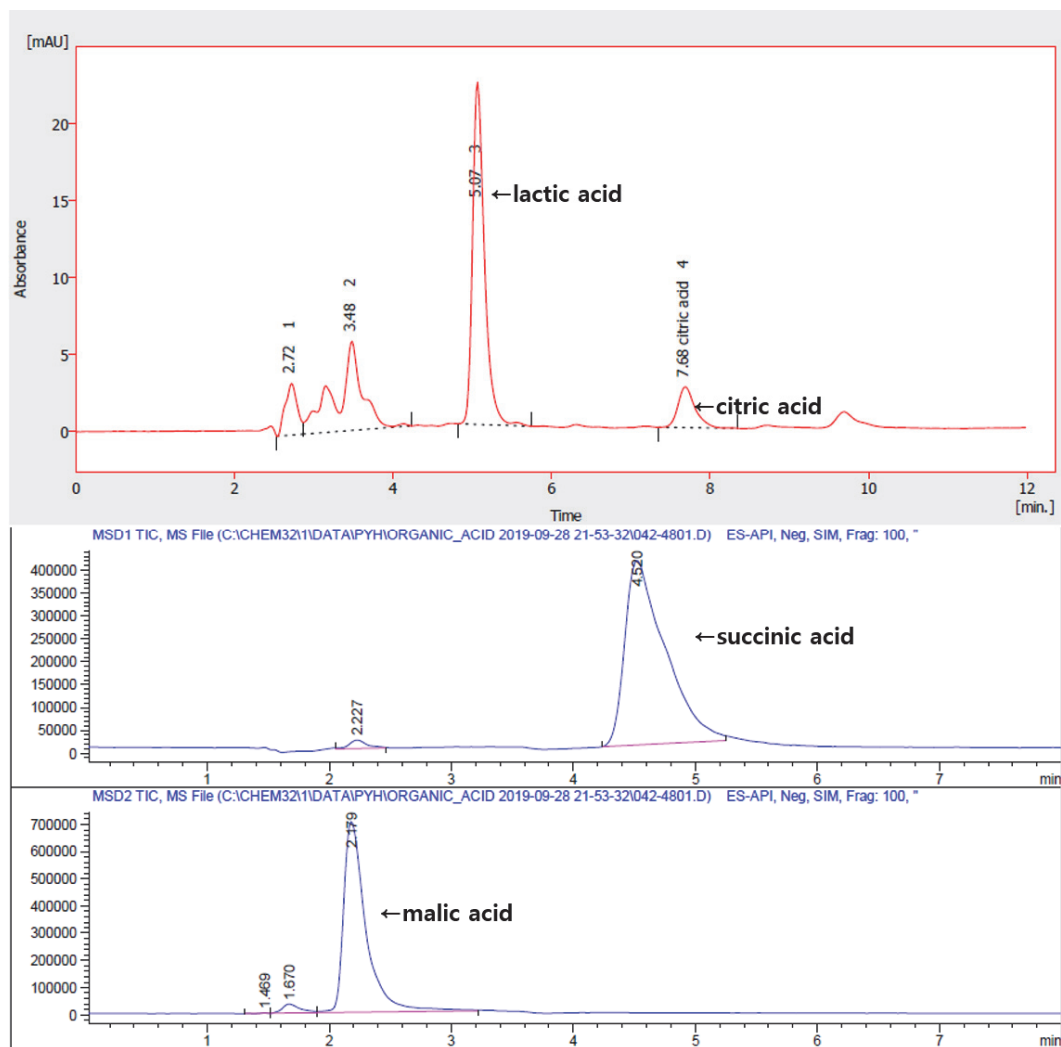 [mAU]
20
15
10
5
0
Absorbance
2.72 1
3.48 2
5.07 3
←lactic acid
7.68 citric acid 4
←citric acid
0 2 4 6 8 10 12
Time
[min.]
MSD1 TIC, MS File (C:\CHEM32\1\DATA\PYH\ORGANIC_ACID 2019-09-28 21-53-32\042-4801.D) ES-API, Neg, SIM, Frag: 100, "
400000
350000
300000
250000
200000
150000
100000
50000
0
2.227
4.520
←succinic acid
1 2 3 4 5 6 7 min
MSD2 TIC, MS File (C:\CHEM32\1\DATA\PYH\ORGANIC_ACID 2019-09-28 21-53-32\042-4801.D) ES-API, Neg, SIM, Frag: 100, "
700000
600000
500000
400000
300000
200000
100000
0
1.469
1.670
2.179
←malic acid
1 2 3 4 5 6 7 min